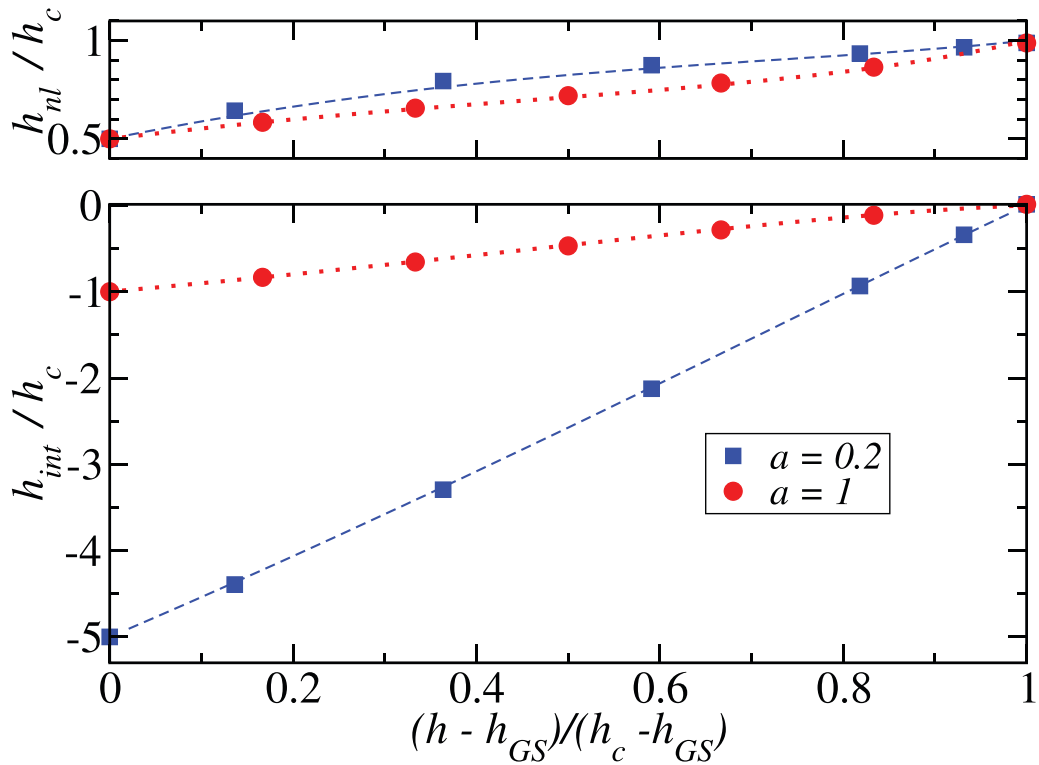 h_nl / h_c
1
0.5
h_int / h_c
0
-1
-2
-3
-4
-5
a = 0.2
a = 1
0 0.2 0.4 0.6 0.8 1
(h - h_GS)/(h_c -h_GS)